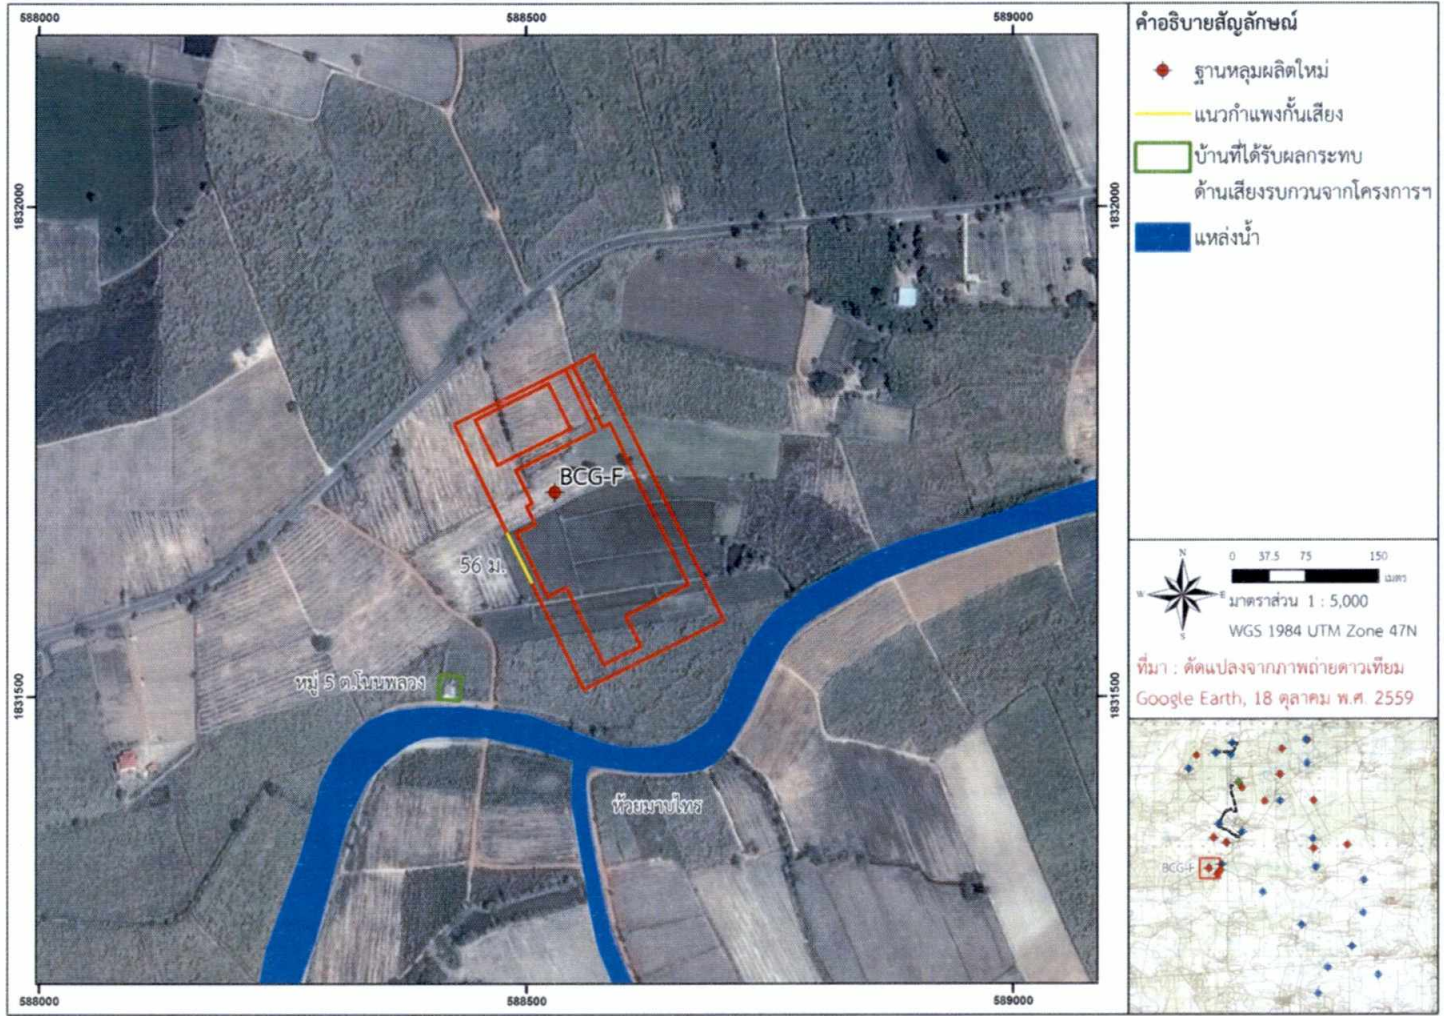 588000 588500 589000
1832000 1832000
BCG-F
56 ม.
หมู่ 5 ต.โนนพลวง
1831500 1831500
ห้วยมาบไทร
588000 588500 589000
คำอธิบายสัญลักษณ์
ฐานหลุมผลิตใหม่
แนวกำแพงกั้นเสียง
บ้านที่ได้รับผลกระทบ
ด้านเสียงรบกวนจากโครงการฯ
แหล่งน้ำ
N
W E
S
0 37.5 75 150
เมตร
มาตราส่วน 1 : 5,000
WGS 1984 UTM Zone 47N
ที่มา : ดัดแปลงจากภาพถ่ายดาวเทียม
Google Earth, 18 ตุลาคม พ.ศ. 2559
BCG-F